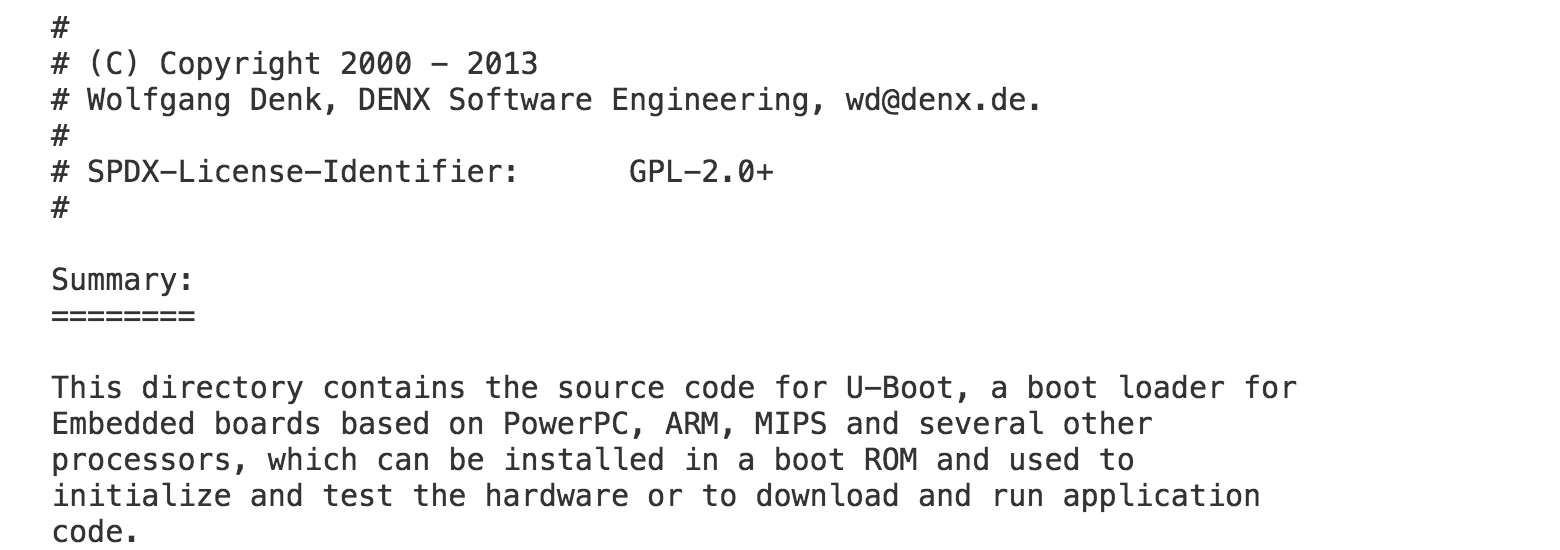 #
# (C) Copyright 2000 - 2013
# Wolfgang Denk, DENX Software Engineering, wd@denx.de.
#
# SPDX-License-Identifier:      GPL-2.0+
#

Summary:
========

This directory contains the source code for U-Boot, a boot loader for
Embedded boards based on PowerPC, ARM, MIPS and several other
processors, which can be installed in a boot ROM and used to
initialize and test the hardware or to download and run application
code.